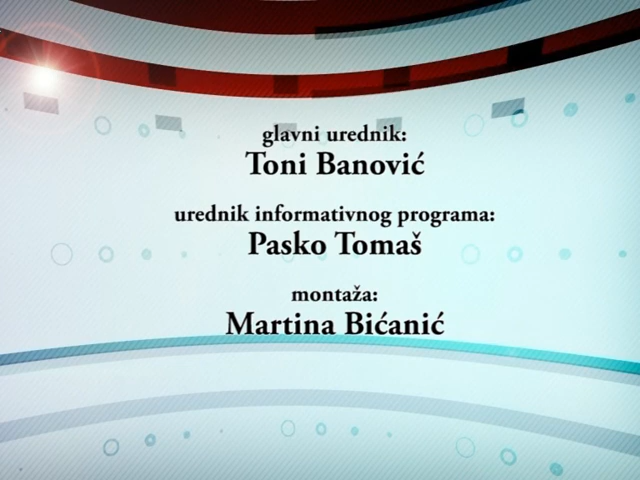 glavni urednik:
Toni Banović
urednik informativnog programa:
Pasko Tomaš
montaža:
Martina Bićanić